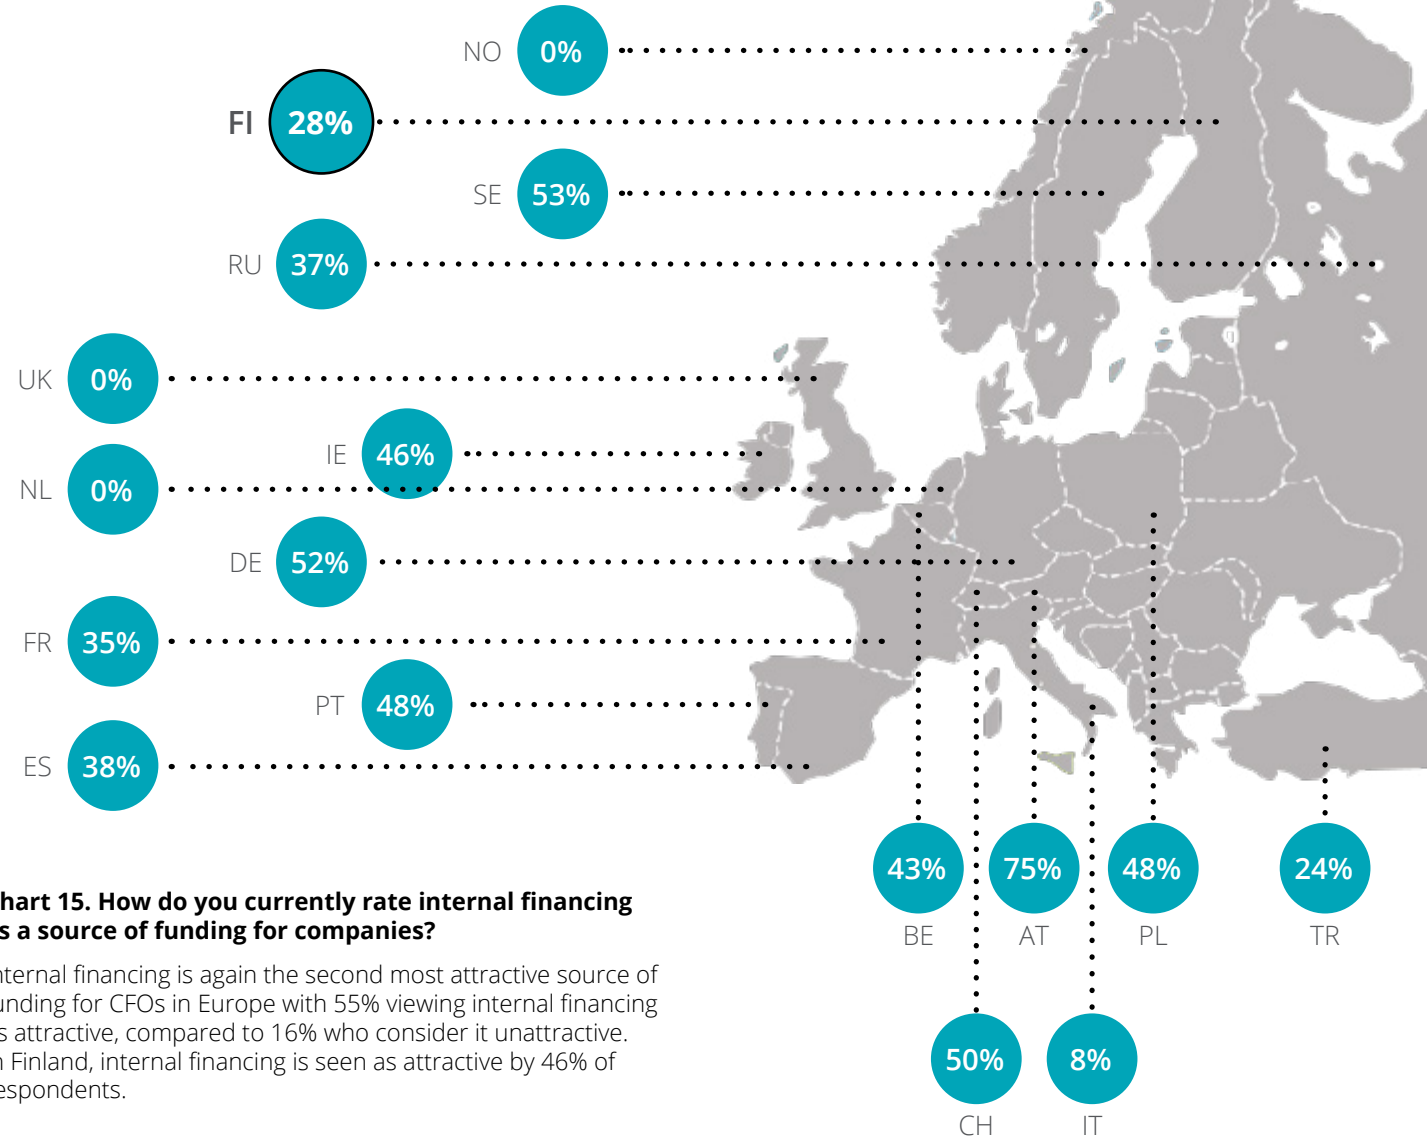 NO 0%
FI 28%
SE 53%
RU 37%
UK 0%
IE 46%
NL 0%
DE 52%
FR 35%
PT 48%
ES 38%
43% 75% 48% 24%
BE AT PL TR
50% 8%
CH IT
hart 15. How do you currently rate internal financing
s a source of funding for companies?
nternal financing is again the second most attractive source of
unding for CFOs in Europe with 55% viewing internal financing
s attractive, compared to 16% who consider it unattractive.
n Finland, internal financing is seen as attractive by 46% of
espondents.